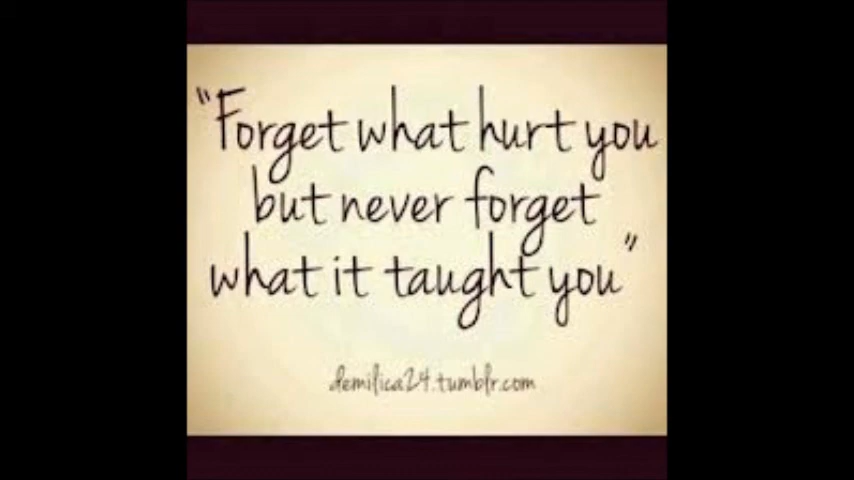 "Forget what hurt you
but never forget
what it taught you"
demilica24.tumblr.com